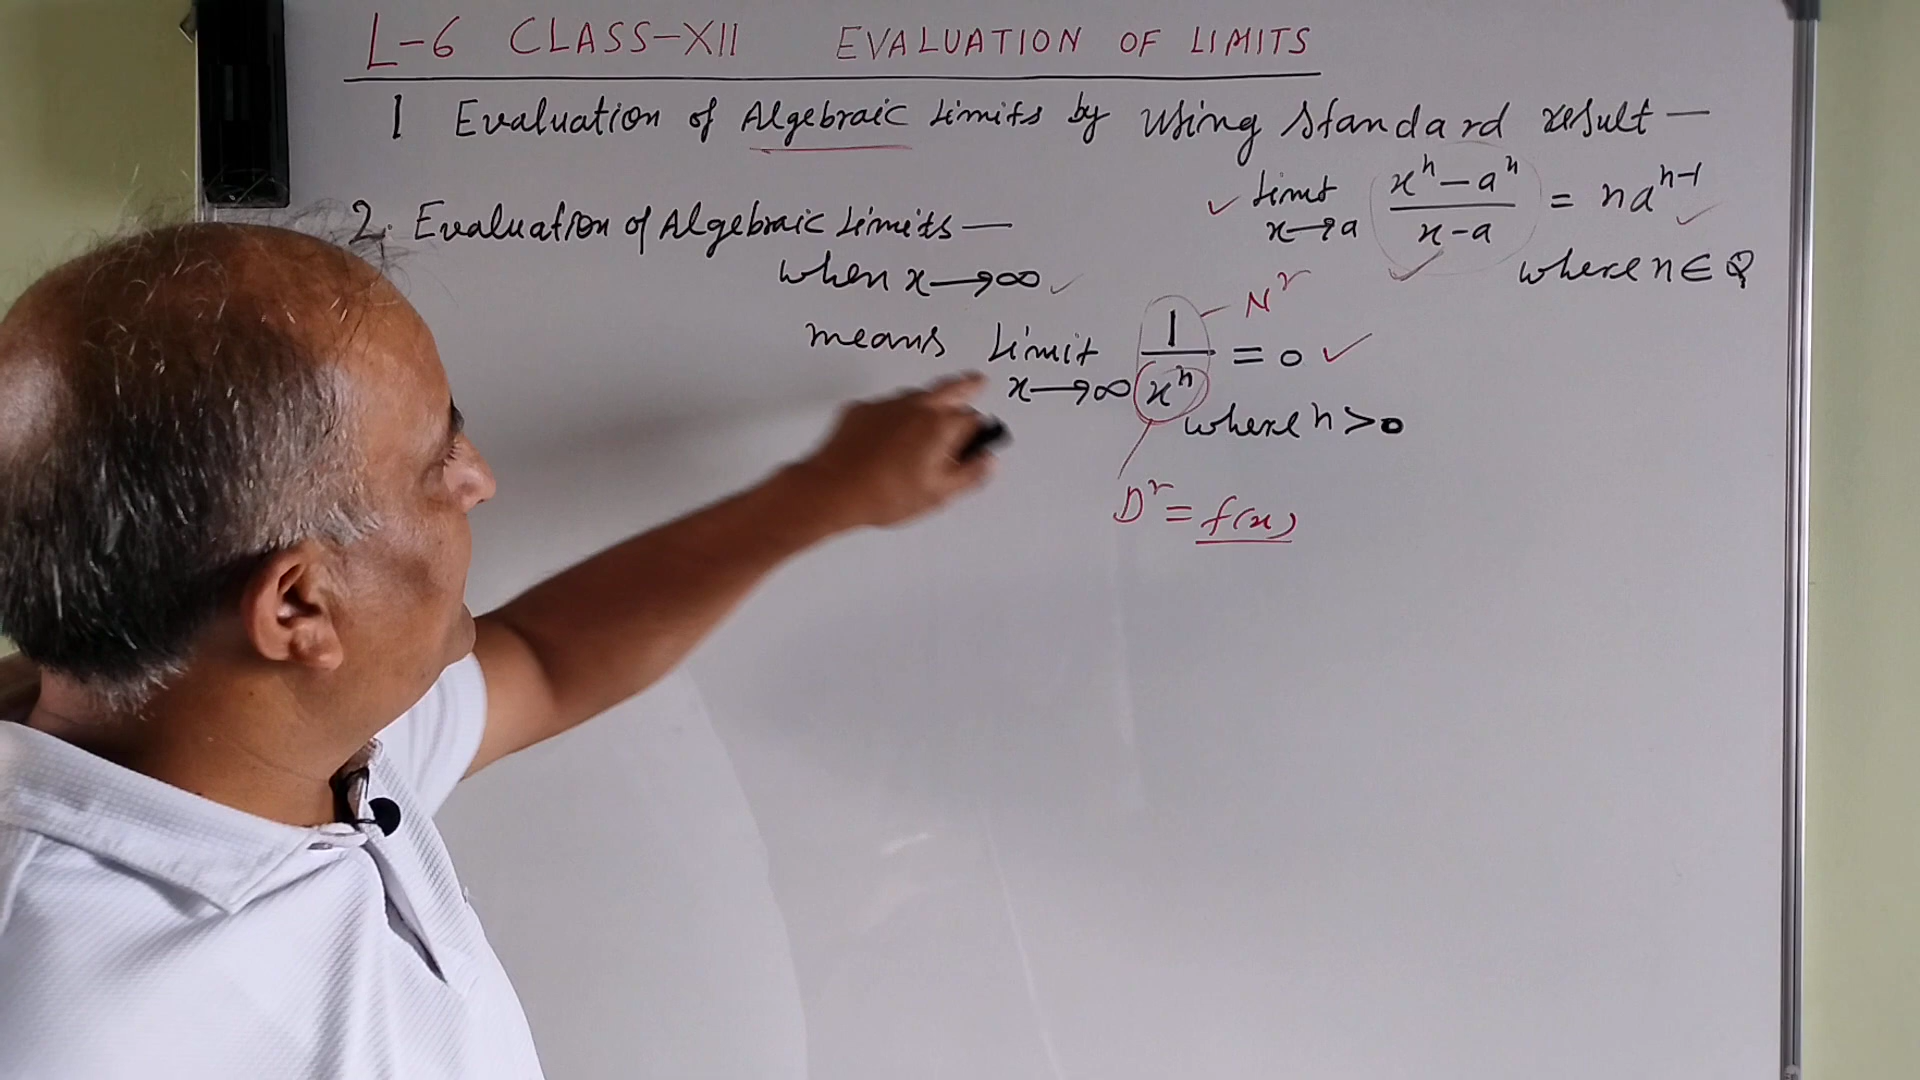 L-6 CLASS-XII EVALUATION OF LIMITS
1 Evaluation of Algebraic Limits by using standard result —
✓ Limit x→a (xⁿ - aⁿ)/(x - a) = naⁿ⁻¹ ✓
✓ where n ∈ Q
2. Evaluation of Algebraic Limits —
when x → ∞ ✓
means Limit x→∞ 1/xⁿ = 0 ✓
Nʳ
where n > 0
Dʳ = f(x)